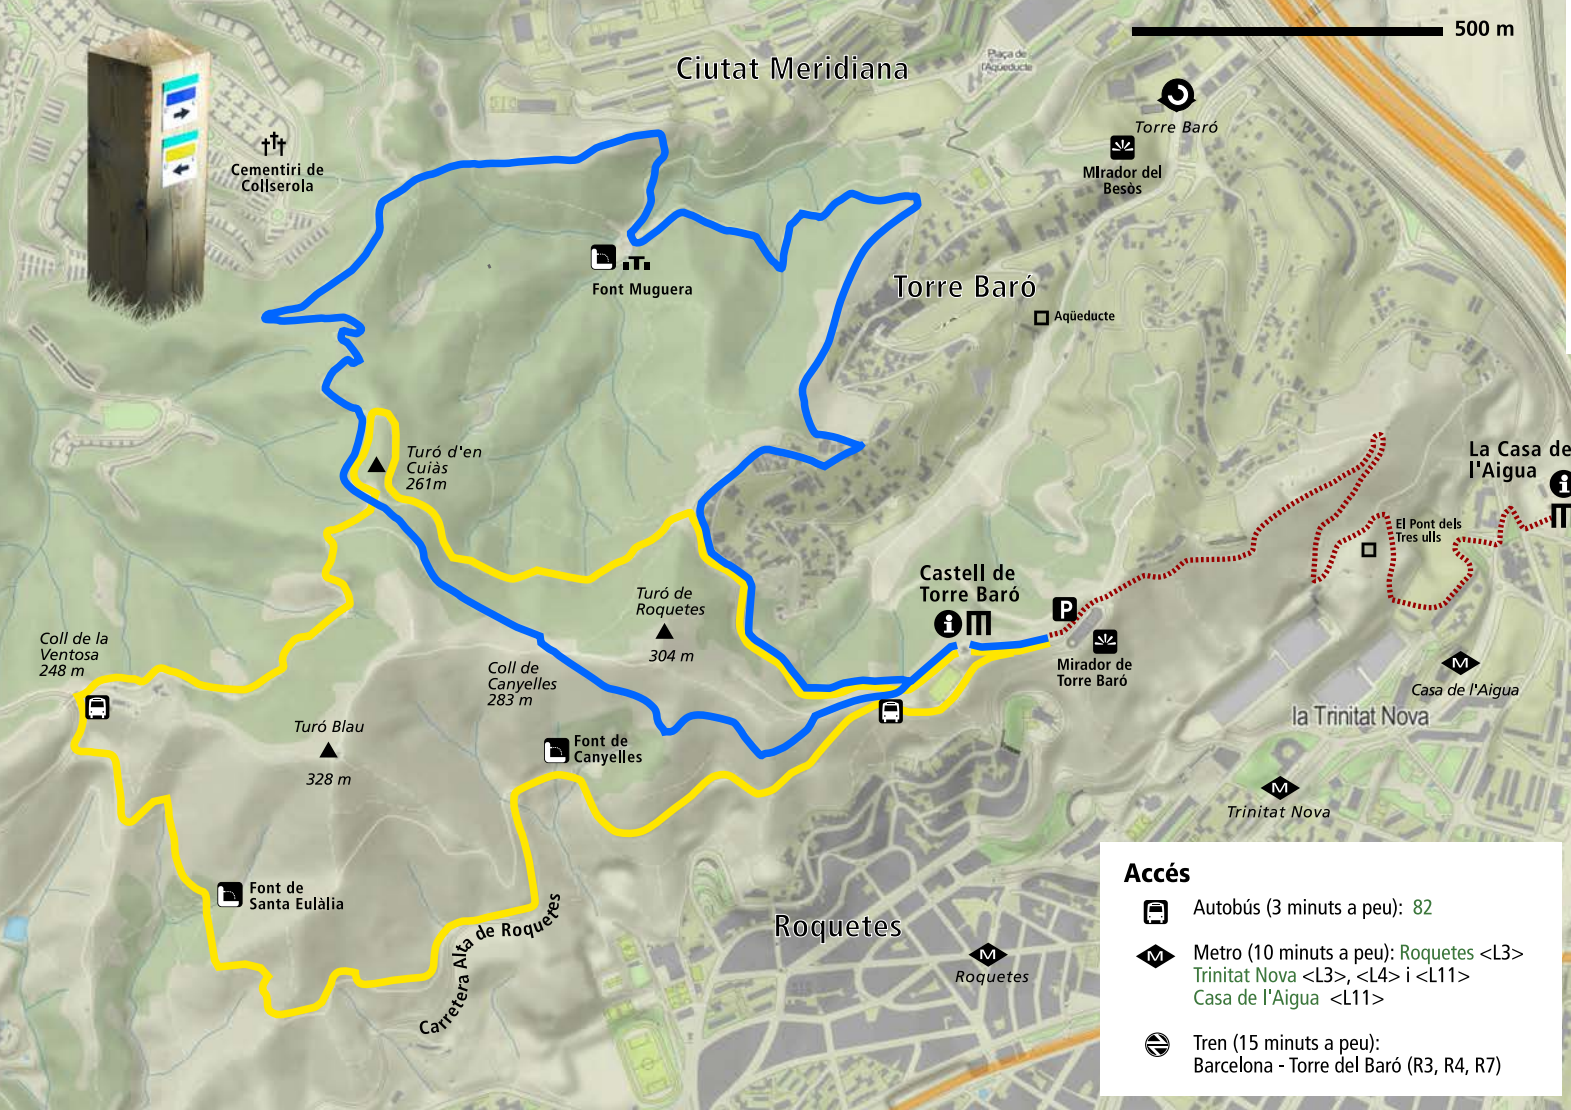 500 m
Ciutat Meridiana
Plaça de
l'Aqüeducte
Torre Baró
Cementiri de
Collserola
MIrador del
Besòs
Font Muguera
Torre Baró
Aqüeducte
Turó d'en
Cuiàs
261m
La Casa de
l'Aigua
El Pont dels
Tres ulls
Castell de
Torre Baró
P
Turó de
Roquetes
304 m
Coll de la
Ventosa
248 m
Coll de
Canyelles
283 m
Mirador de
Torre Baró
M
Casa de l'Aigua
la Trinitat Nova
Turó Blau
328 m
Font de
Canyelles
M
Trinitat Nova
Font de
Santa Eulàlia
Carretera Alta de Roquetes
Roquetes
M
Roquetes
Accés
Autobús (3 minuts a peu): 82
M Metro (10 minuts a peu): Roquetes <L3>
Trinitat Nova <L3>, <L4> i <L11>
Casa de l'Aigua <L11>
Tren (15 minuts a peu):
Barcelona - Torre del Baró (R3, R4, R7)